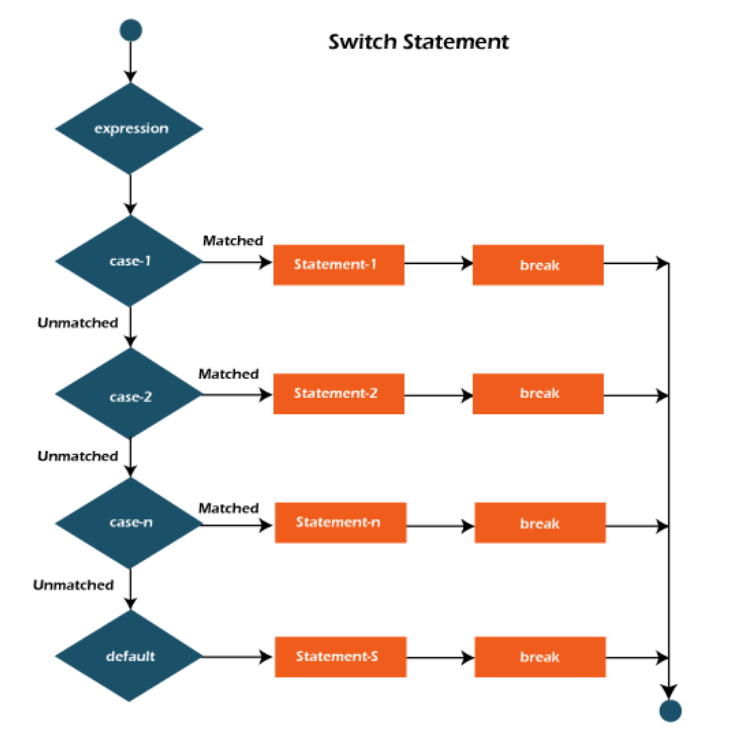 Switch Statement
expression
Matched
case-1
Statement-1
break
Unmatched
Matched
case-2
Statement-2
break
Unmatched
Matched
case-n
Statement-n
break
Unmatched
default
Statement-S
break